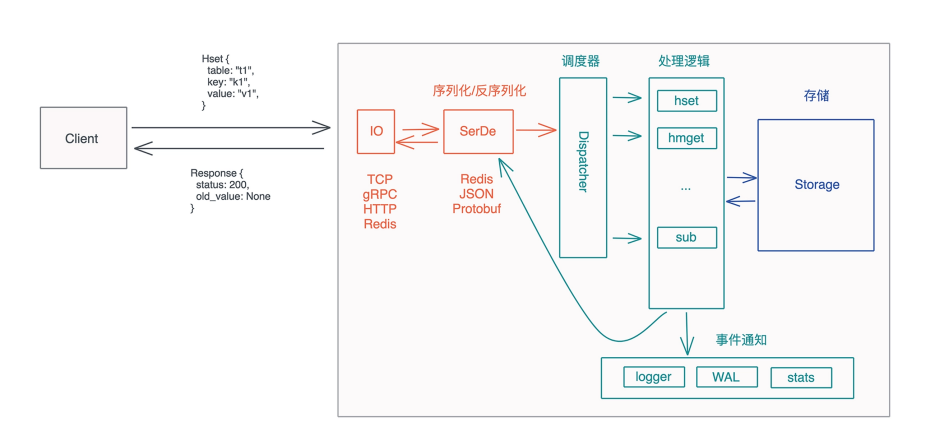 Hset {
table: "t1",
key: "k1",
value: "v1",
}
Client
Response {
status: 200,
old_value: None
}
IO
TCP
gRPC
HTTP
Redis
序列化/反序列化
SerDe
Redis
JSON
Protobuf
调度器
Dispatcher
处理逻辑
hset
hmget
...
sub
存储
Storage
事件通知
logger
WAL
stats